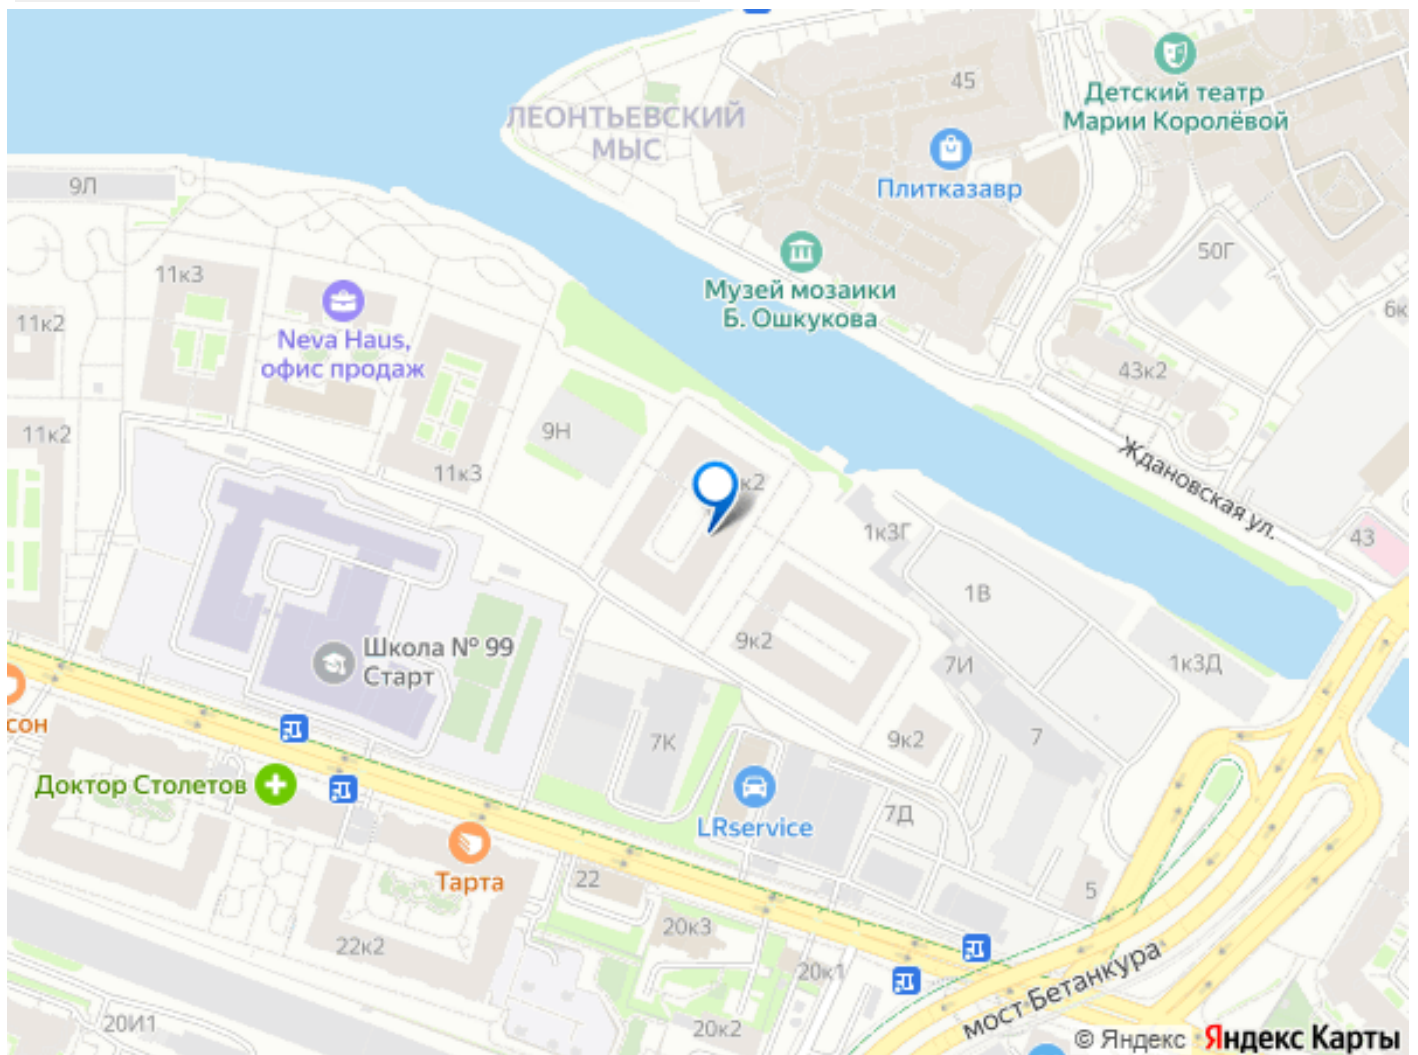 45
Детский театр
Марии Королёвой
ЛЕОНТЬЕВСКИЙ
МЫС
Плитказавр
9Л
50Г
11к3
Музей мозаики
Б. Ошкукова
6к
11к2
Neva Haus,
офис продаж
43к2
11к2
9Н
11к3
Ждановская ул.
к2
1к3Г
43
1В
Школа № 99
Старт
9к2
7И
1к3Д
сон
7К
9к2
7
Доктор Столетов
LRservice
7Д
Тарта
22
5
20к3
22к2
20к1
мост Бетанкура
20И1
20к2
© Яндекс Яндекс Карты